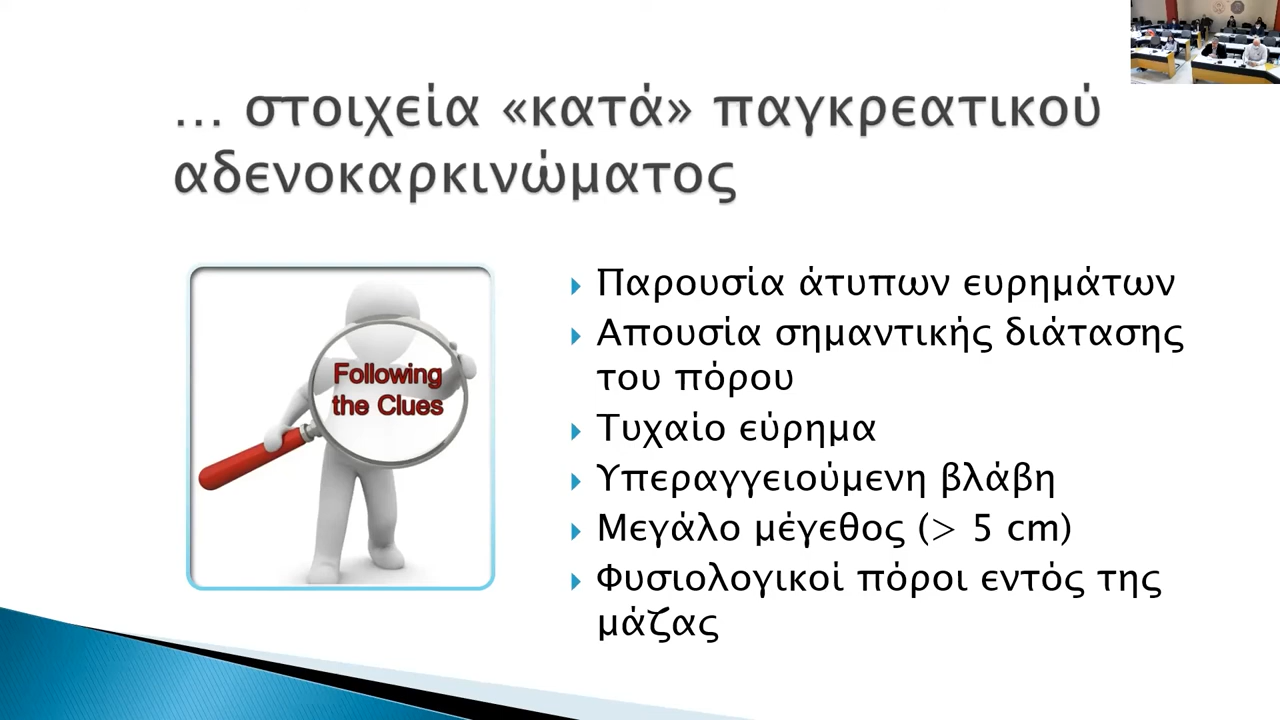 ... στοιχεία «κατά» παγκρεατικού
αδενοκαρκινώματος
Following
the Clues
Παρουσία άτυπων ευρημάτων
Απουσία σημαντικής διάτασης
του πόρου
Τυχαίο εύρημα
Υπεραγγειούμενη βλάβη
Μεγάλο μέγεθος (> 5 cm)
Φυσιολογικοί πόροι εντός της
μάζας